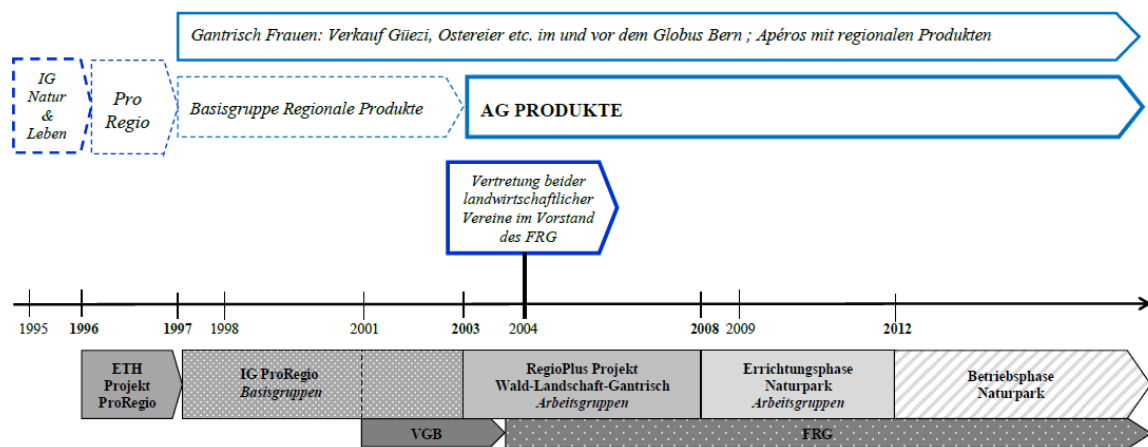 Gantrisch Frauen: Verkauf Güezi, Ostereier etc. im und vor dem Globus Bern ; Apéros mit regionalen Produkten
IG
Natur
&
Leben
Pro
Regio
Basisgruppe Regionale Produkte
AG PRODUKTE
Vertretung beider
landwirtschaftlicher
Vereine im Vorstand
des FRG
1995
1996
1997
1998
2001
2003
2004
2008
2009
2012
ETH
Projekt
ProRegio
IG ProRegio
Basisgruppen
RegioPlus Projekt
Wald-Landschaft-Gantrisch
Arbeitsgruppen
Errichtungsphase
Naturpark
Arbeitsgruppen
Betriebsphase
Naturpark
VGB
FRG